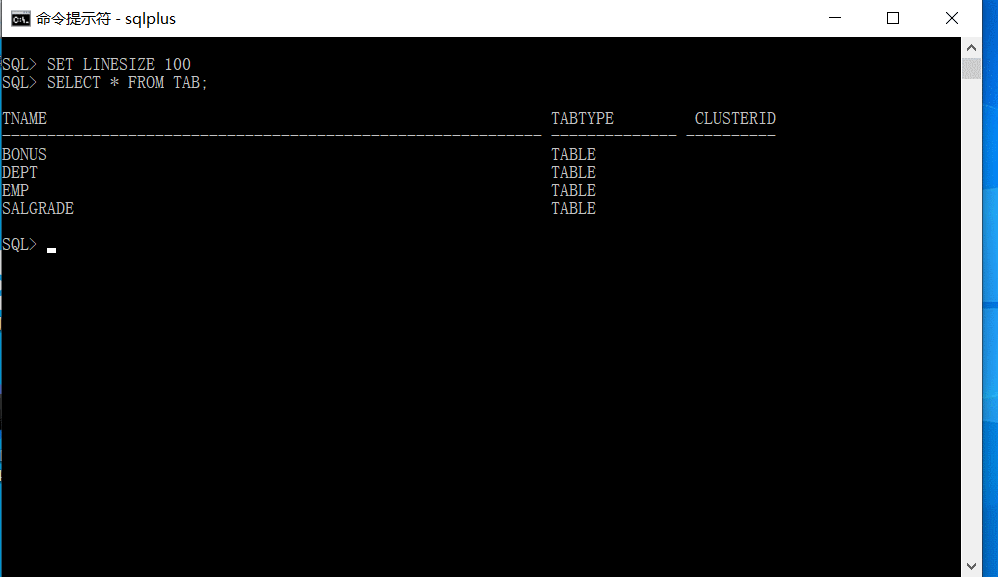 命令提示符 - sqlplus
SQL> SET LINESIZE 100
SQL> SELECT * FROM TAB;
TNAME TABTYPE CLUSTERID
------------------------------------------------------------ -------------- ----------
BONUS TABLE
DEPT TABLE
EMP TABLE
SALGRADE TABLE
SQL>